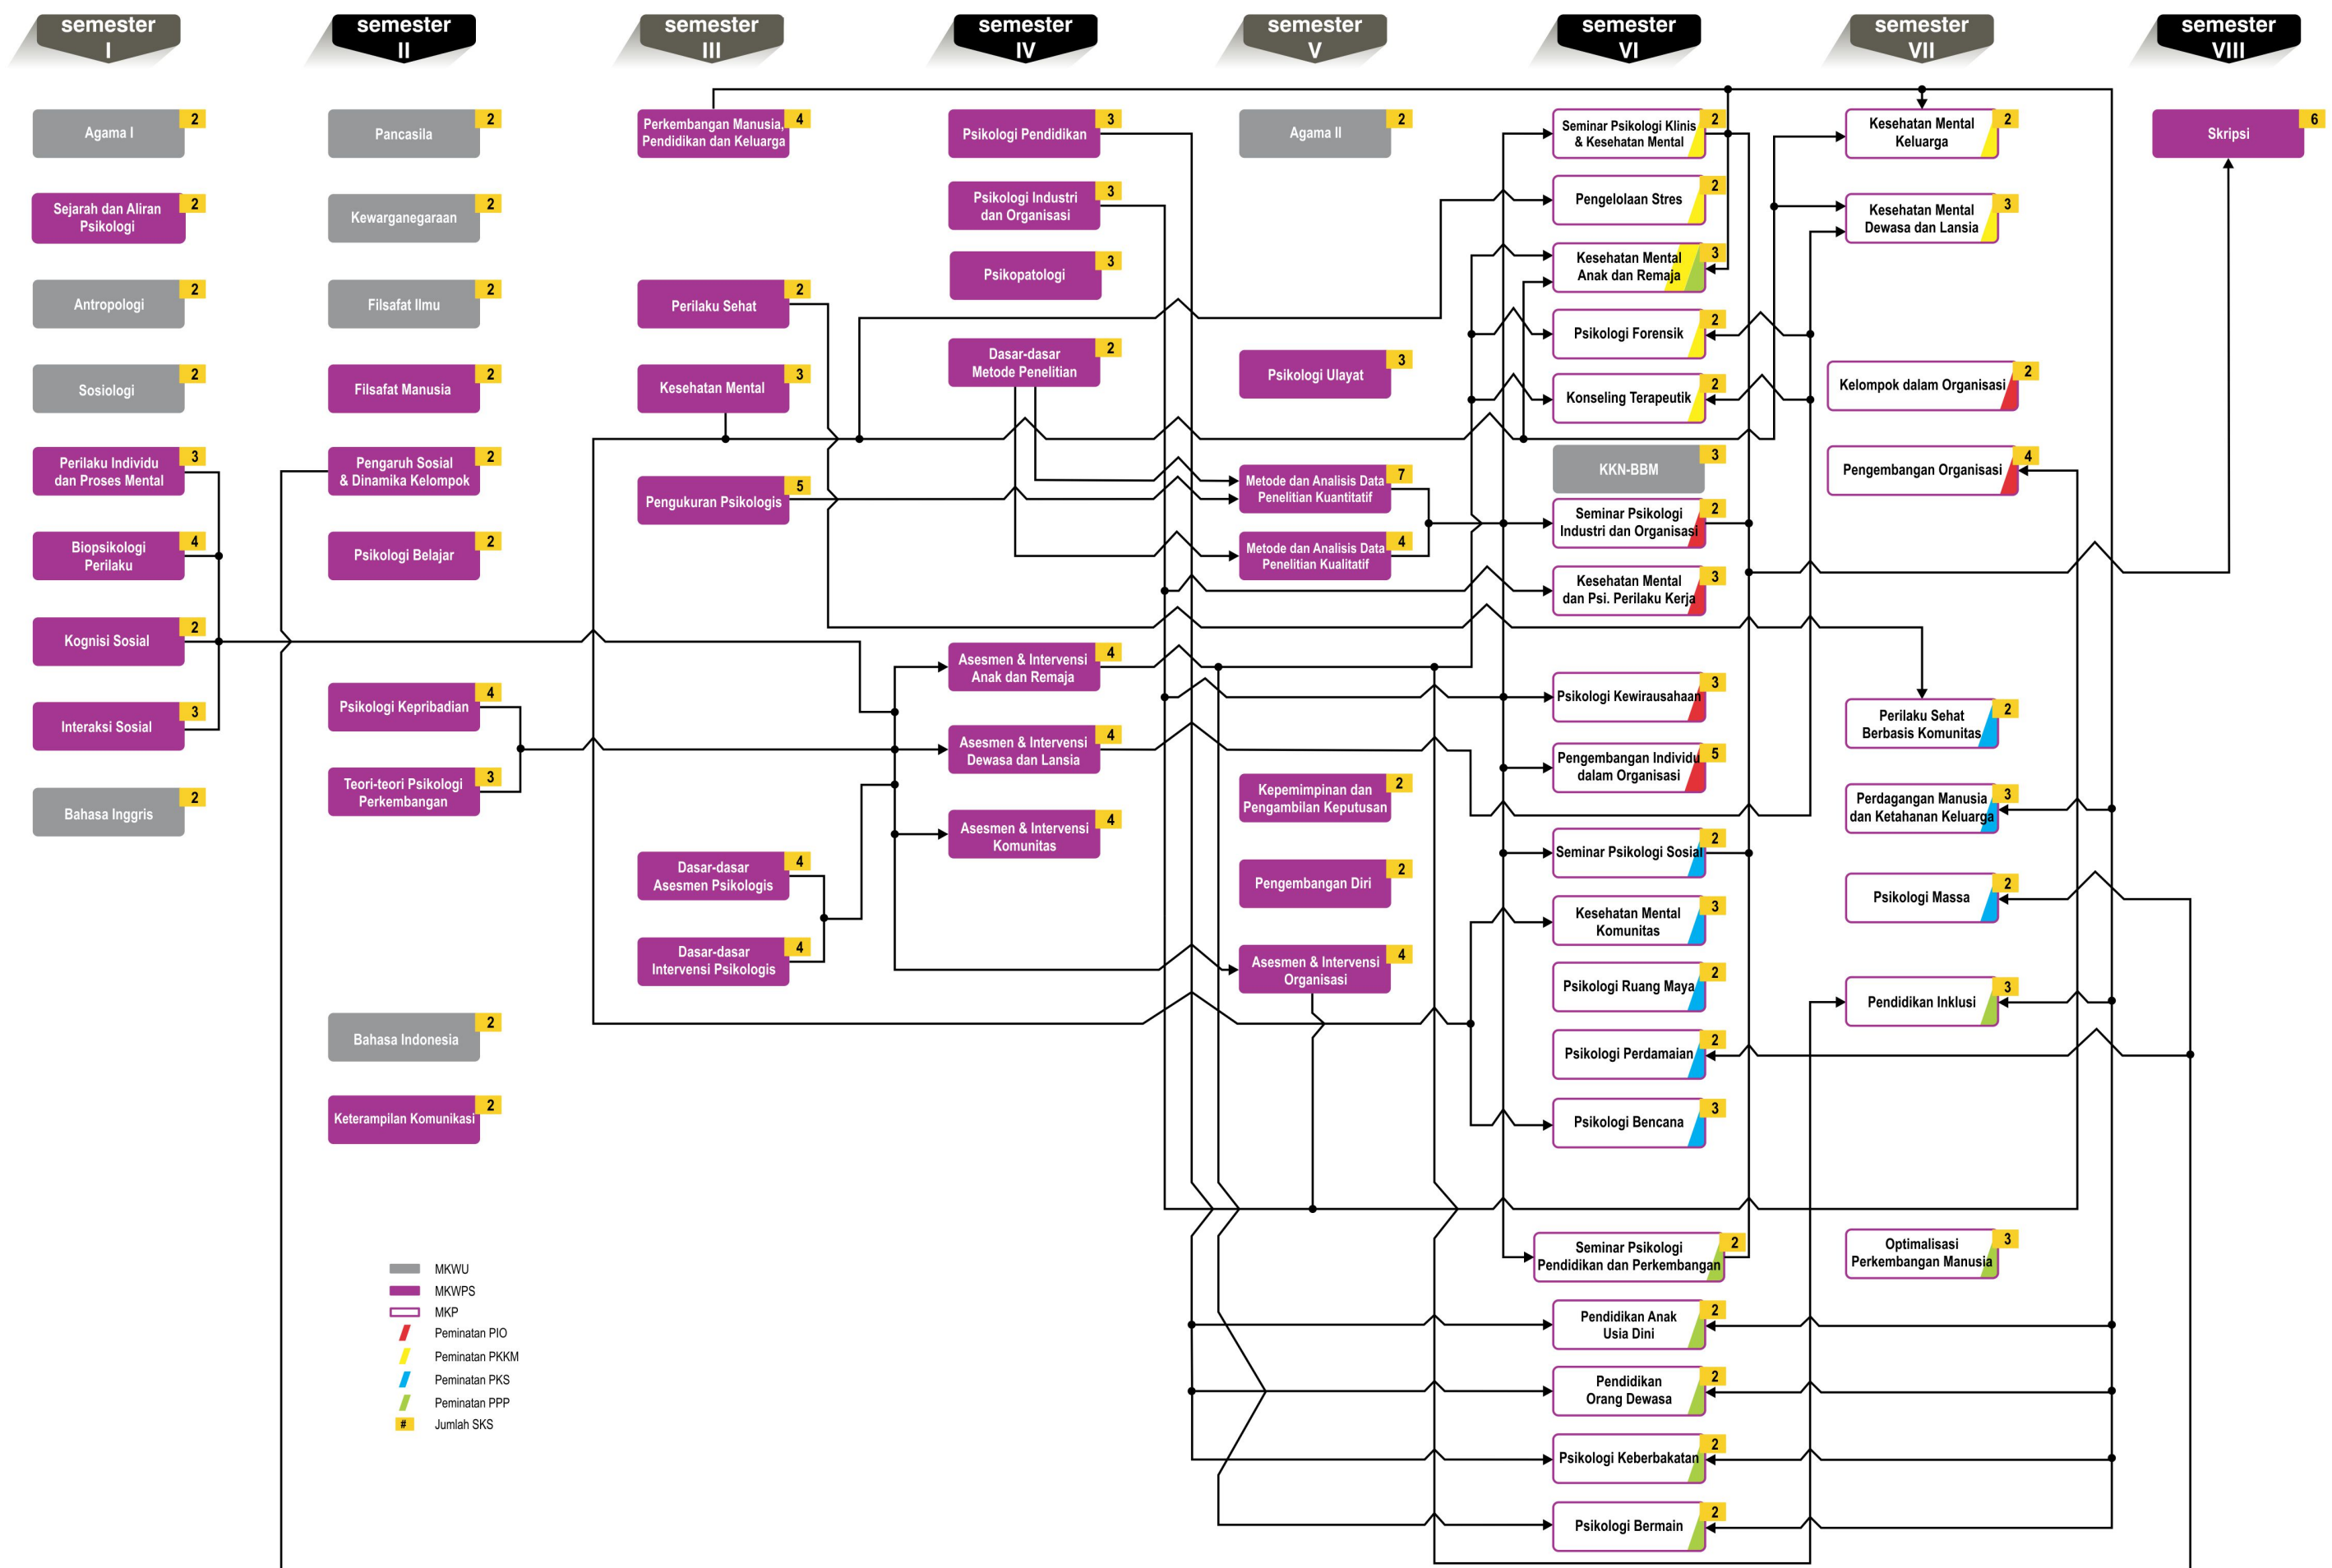 semester
I
semester
II
semester
III
semester
IV
semester
V
semester
VI
semester
VII
semester
VIII
Agama I
2
Sejarah dan Aliran
Psikologi
2
Antropologi
2
Sosiologi
2
Perilaku Individu
dan Proses Mental
3
Biopsikologi
Perilaku
4
Kognisi Sosial
2
Interaksi Sosial
3
Bahasa Inggris
2
Pancasila
2
Kewarganegaraan
2
Filsafat Ilmu
2
Filsafat Manusia
2
Pengaruh Sosial
& Dinamika Kelompok
2
Psikologi Belajar
2
Psikologi Kepribadian
4
Teori-teori Psikologi
Perkembangan
3
Bahasa Indonesia
2
Keterampilan Komunikasi
2
Perkembangan Manusia,
Pendidikan dan Keluarga
4
Perilaku Sehat
2
Kesehatan Mental
3
Pengukuran Psikologis
5
Dasar-dasar
Asesmen Psikologis
4
Dasar-dasar
Intervensi Psikologis
4
Psikologi Pendidikan
3
Psikologi Industri
dan Organisasi
3
Psikopatologi
3
Dasar-dasar
Metode Penelitian
2
Asesmen & Intervensi
Anak dan Remaja
4
Asesmen & Intervensi
Dewasa dan Lansia
4
Asesmen & Intervensi
Komunitas
4
Agama II
2
Psikologi Ulayat
3
Metode dan Analisis Data
Penelitian Kuantitatif
7
Metode dan Analisis Data
Penelitian Kualitatif
4
Kepemimpinan dan
Pengambilan Keputusan
2
Pengembangan Diri
2
Asesmen & Intervensi
Organisasi
4
Seminar Psikologi Klinis
& Kesehatan Mental
2
Pengelolaan Stres
2
Kesehatan Mental
Anak dan Remaja
3
Psikologi Forensik
2
Konseling Terapeutik
2
KKN-BBM
3
Seminar Psikologi
Industri dan Organisasi
2
Kesehatan Mental
dan Psi. Perilaku Kerja
3
Psikologi Kewirausahaan
3
Pengembangan Individu
dalam Organisasi
5
Seminar Psikologi Sosial
2
Kesehatan Mental
Komunitas
3
Psikologi Ruang Maya
2
Psikologi Perdamaian
2
Psikologi Bencana
3
Seminar Psikologi
Pendidikan dan Perkembangan
2
Pendidikan Anak
Usia Dini
2
Pendidikan
Orang Dewasa
2
Psikologi Keberbakatan
2
Psikologi Bermain
2
Kesehatan Mental
Keluarga
2
Kesehatan Mental
Dewasa dan Lansia
3
Kelompok dalam Organisasi
2
Pengembangan Organisasi
4
Perilaku Sehat
Berbasis Komunitas
2
Perdagangan Manusia
dan Ketahanan Keluarga
3
Psikologi Massa
2
Pendidikan Inklusi
3
Optimalisasi
Perkembangan Manusia
3
Skripsi
6
MKWU
MKWPS
MKP
Peminatan PIO
Peminatan PKKM
Peminatan PKS
Peminatan PPP
# Jumlah SKS